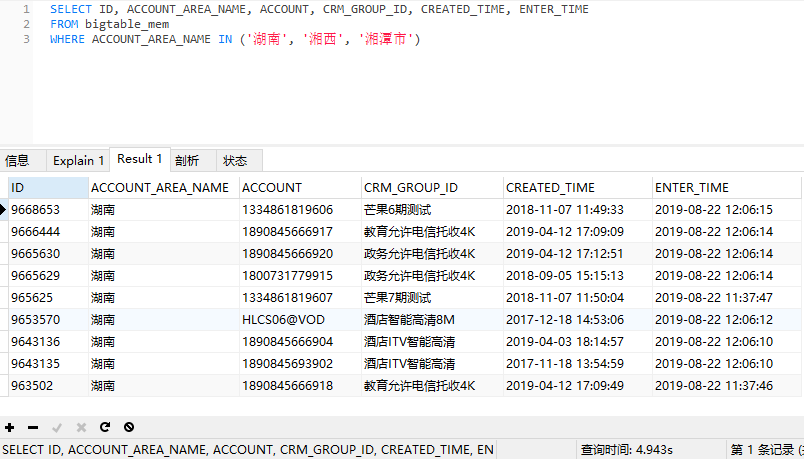 1 SELECT ID, ACCOUNT_AREA_NAME, ACCOUNT, CRM_GROUP_ID, CREATED_TIME, ENTER_TIME
2 FROM bigtable_mem
3 WHERE ACCOUNT_AREA_NAME IN ('湖南', '湘西', '湘潭市')
信息 Explain 1 Result 1 剖析 状态
ID ACCOUNT_AREA_NAME ACCOUNT CRM_GROUP_ID CREATED_TIME ENTER_TIME
9668653 湖南 1334861819606 芒果6期测试 2018-11-07 11:49:33 2019-08-22 12:06:15
9666444 湖南 1890845666917 教育允许电信托收4K 2019-04-12 17:09:09 2019-08-22 12:06:14
9665630 湖南 1890845666920 政务允许电信托收4K 2019-04-12 17:12:51 2019-08-22 12:06:14
9665629 湖南 1800731779915 政务允许电信托收4K 2018-09-05 15:15:13 2019-08-22 12:06:14
965625 湖南 1334861819607 芒果7期测试 2018-11-07 11:50:04 2019-08-22 11:37:47
9653570 湖南 HLCS06@VOD 酒店智能高清8M 2017-12-18 14:53:06 2019-08-22 12:06:12
9643136 湖南 1890845666904 酒店ITV智能高清 2019-04-03 18:14:57 2019-08-22 12:06:10
9643135 湖南 1890845693902 酒店ITV智能高清 2017-11-18 13:54:59 2019-08-22 12:06:10
963502 湖南 1890845666918 教育允许电信托收4K 2019-04-12 17:09:49 2019-08-22 11:37:46
SELECT ID, ACCOUNT_AREA_NAME, ACCOUNT, CRM_GROUP_ID, CREATED_TIME, EN 查询时间: 4.943s 第 1 条记录